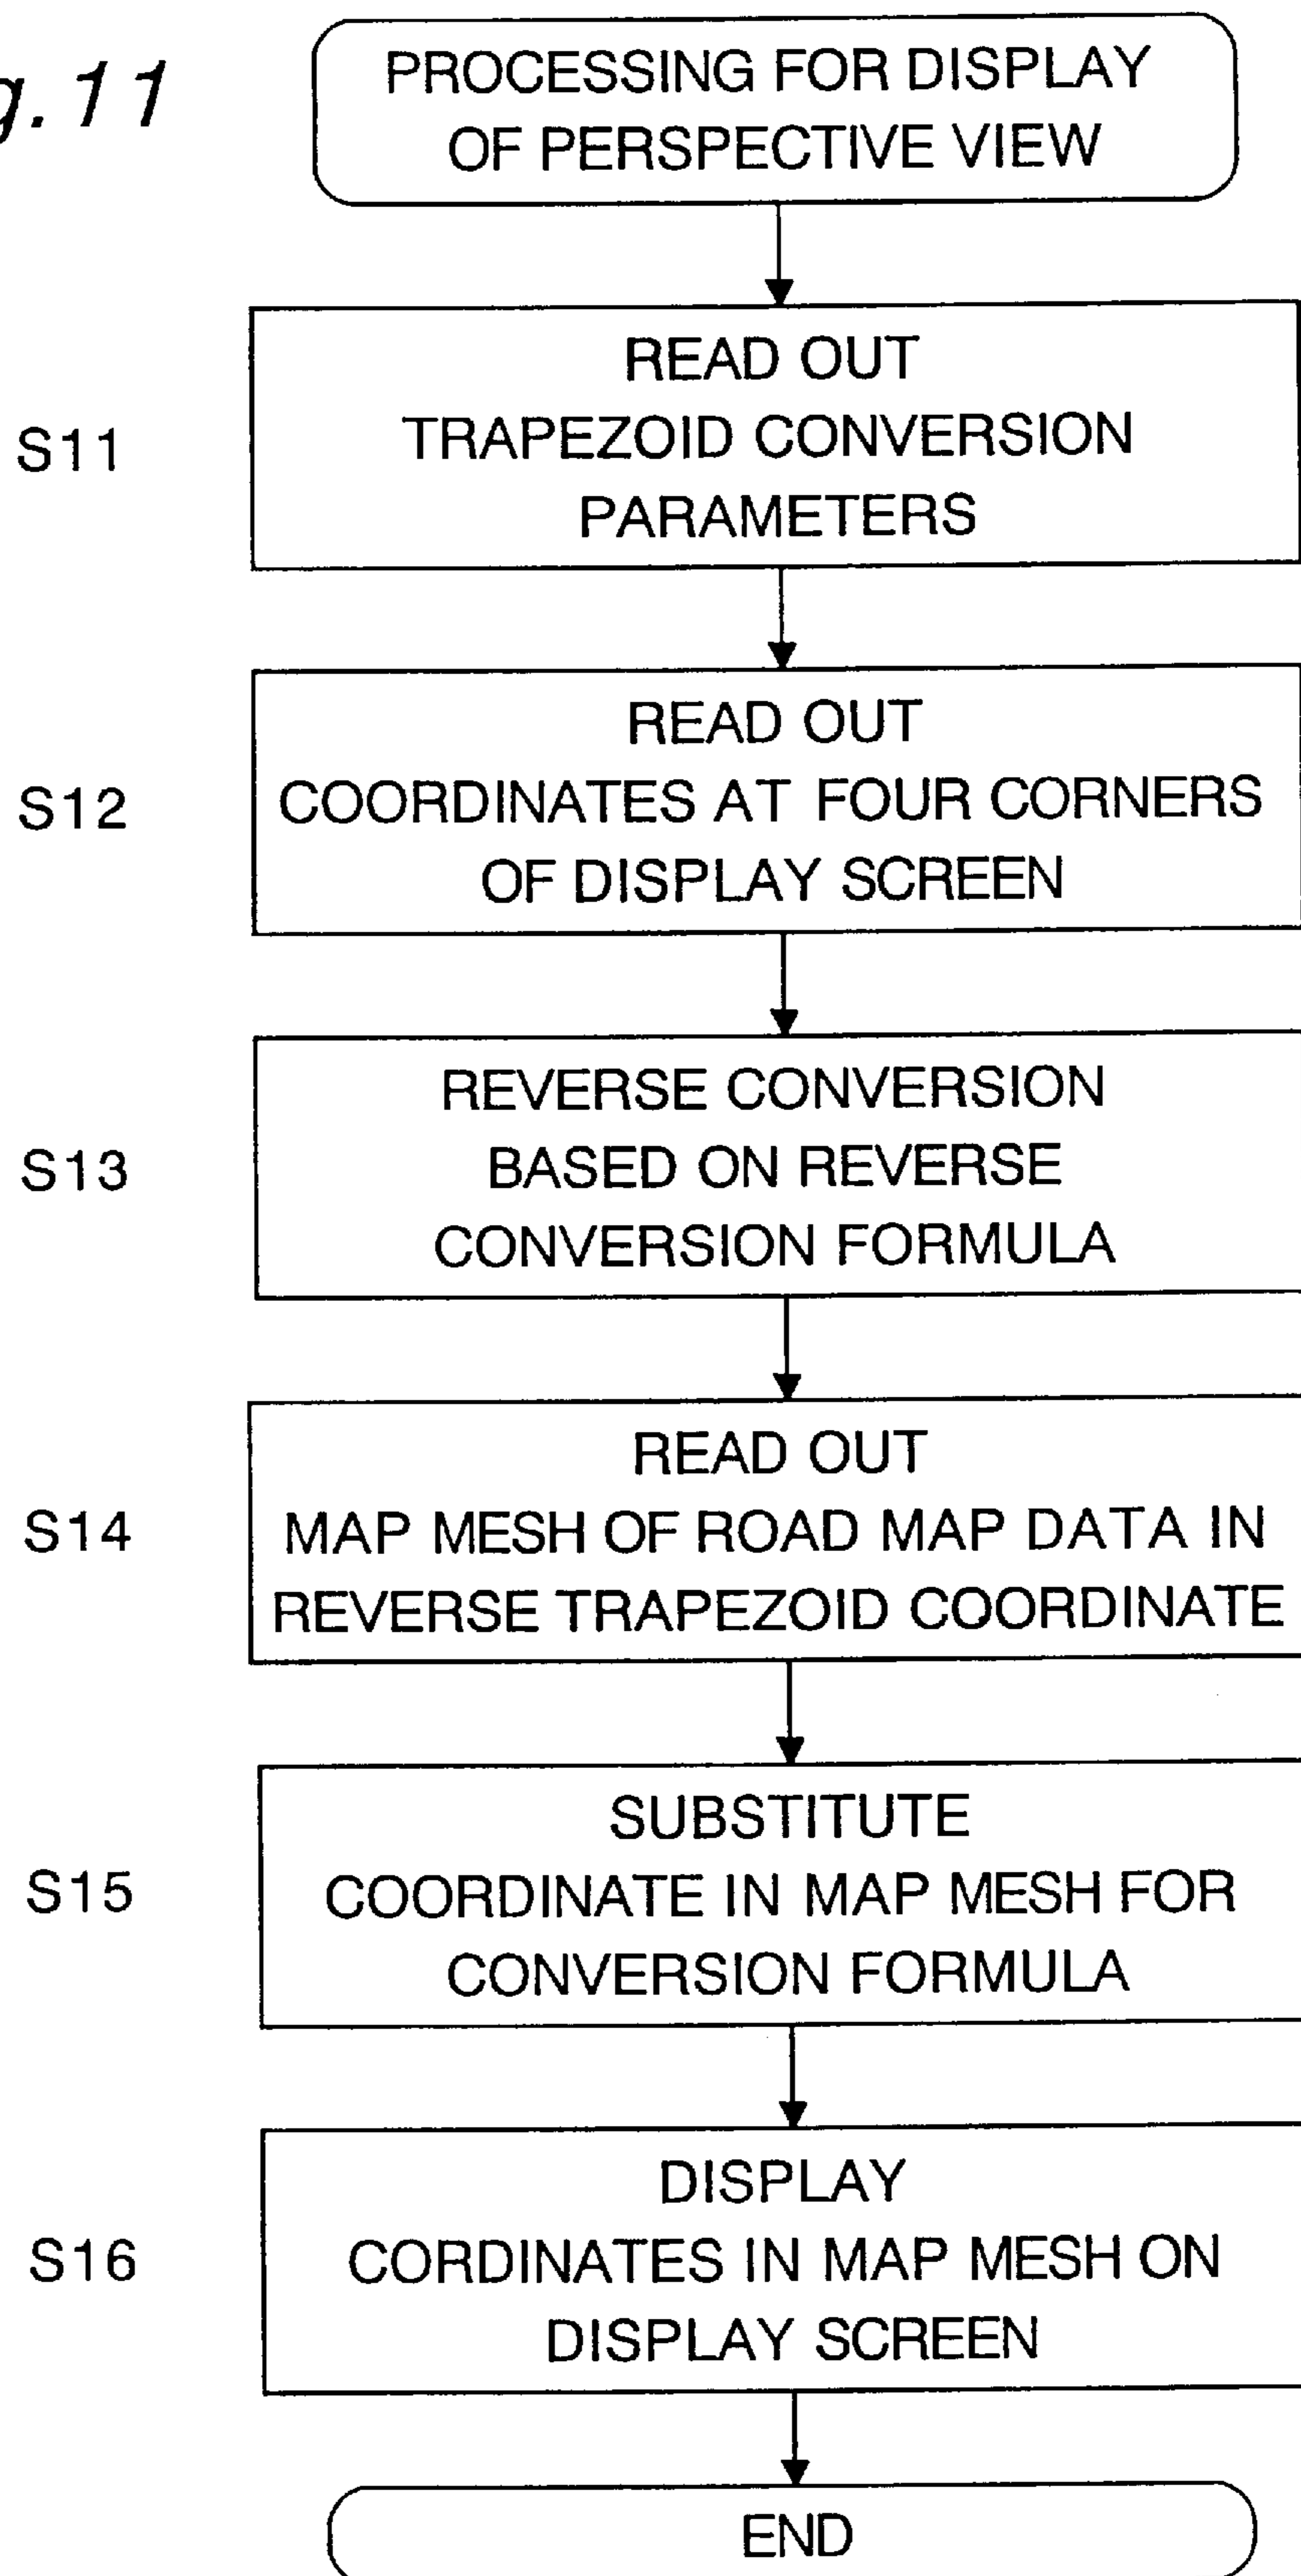 g.11
PROCESSING FOR DISPLAY
OF PERSPECTIVE VIEW
S11
READ OUT
TRAPEZOID CONVERSION
PARAMETERS
S12
READ OUT
COORDINATES AT FOUR CORNERS
OF DISPLAY SCREEN
S13
REVERSE CONVERSION
BASED ON REVERSE
CONVERSION FORMULA
S14
READ OUT
MAP MESH OF ROAD MAP DATA IN
REVERSE TRAPEZOID COORDINATE
S15
SUBSTITUTE
COORDINATE IN MAP MESH FOR
CONVERSION FORMULA
S16
DISPLAY
CORDINATES IN MAP MESH ON
DISPLAY SCREEN
END